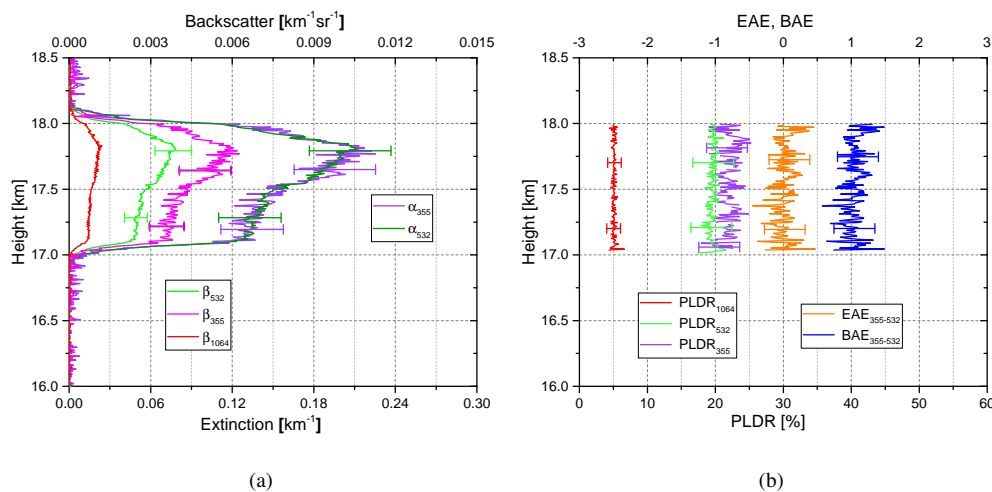 Backscatter [km⁻¹sr⁻¹]
0.000 0.003 0.006 0.009 0.012 0.015
18.5
18.0
17.5
17.0
16.5
16.0
Height [km]
α₃₅₅
α₅₃₂
β₅₃₂
β₃₅₅
β₁₀₆₄
0.00 0.06 0.12 0.18 0.24 0.30
Extinction [km⁻¹]
(a)
EAE, BAE
-3 -2 -1 0 1 2 3
18.5
18.0
17.5
17.0
16.5
16.0
Height [km]
PLDR₁₀₆₄
PLDR₅₃₂
PLDR₃₅₅
EAE₃₅₅₋₅₃₂
BAE₃₅₅₋₅₃₂
0 10 20 30 40 50 60
PLDR [%]
(b)